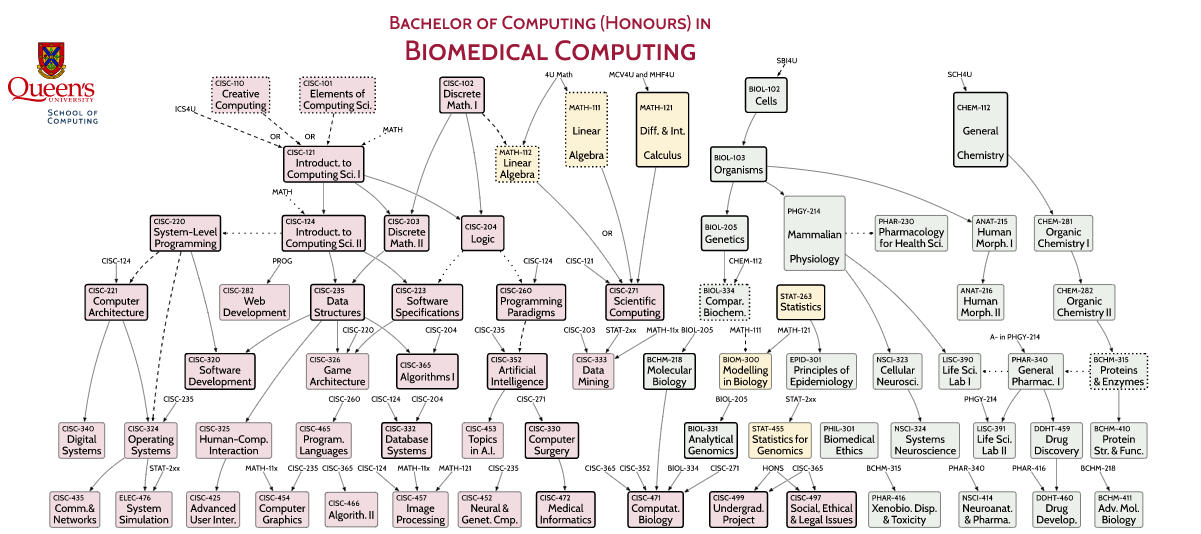 BACHELOR OF COMPUTING (HONOURS) IN
BIOMEDICAL COMPUTING
Queen's
UNIVERSITY
SCHOOL OF
COMPUTING
SBI4U
4U Math
MCV4U and MHF4U
SCH4U
CISC-110
Creative
Computing
CISC-101
Elements of
Computing Sci.
CISC-102
Discrete
Math. I
MATH-111
Linear
Algebra
MATH-121
Diff. & Int.
Calculus
BIOL-102
Cells
CHEM-112
General
Chemistry
ICS4U
OR
OR
MATH
CISC-121
Introduct. to
Computing Sci. I
MATH-112
Linear
Algebra
BIOL-103
Organisms
MATH
CISC-220
System-Level
Programming
CISC-124
Introduct. to
Computing Sci. II
CISC-203
Discrete
Math. II
CISC-204
Logic
OR
BIOL-205
Genetics
PHGY-214
Mammalian
Physiology
PHAR-230
Pharmacology
for Health Sci.
ANAT-215
Human
Morph. I
CHEM-281
Organic
Chemistry I
CISC-124
PROG
CISC-124
CISC-121
CHEM-112
CISC-221
Computer
Architecture
CISC-282
Web
Development
CISC-235
Data
Structures
CISC-223
Software
Specifications
CISC-260
Programming
Paradigms
CISC-271
Scientific
Computing
BIOL-334
Compar.
Biochem.
STAT-263
Statistics
ANAT-216
Human
Morph. II
CHEM-282
Organic
Chemistry II
CISC-220
CISC-204
CISC-235
CISC-203
STAT-2xx
MATH-11x
BIOL-205
MATH-111
MATH-121
A- in PHGY-214
CISC-320
Software
Development
CISC-326
Game
Architecture
CISC-365
Algorithms I
CISC-352
Artificial
Intelligence
CISC-333
Data
Mining
BCHM-218
Molecular
Biology
BIOM-300
Modelling
in Biology
EPID-301
Principles of
Epidemiology
NSCI-323
Cellular
Neurosci.
LISC-390
Life Sci.
Lab I
PHAR-340
General
Pharmac. I
BCHM-315
Proteins
& Enzymes
CISC-235
CISC-260
CISC-124
CISC-204
CISC-271
BIOL-205
STAT-2xx
PHGY-214
CISC-340
Digital
Systems
CISC-324
Operating
Systems
CISC-325
Human-Comp.
Interaction
CISC-465
Program.
Languages
CISC-332
Database
Systems
CISC-453
Topics
in A.I.
CISC-330
Computer
Surgery
BIOL-331
Analytical
Genomics
STAT-455
Statistics for
Genomics
PHIL-301
Biomedical
Ethics
NSCI-324
Systems
Neuroscience
LISC-391
Life Sci.
Lab II
DDHT-459
Drug
Discovery
BCHM-410
Protein
Str. & Func.
STAT-2xx
MATH-11x
CISC-235
CISC-365
CISC-124
MATH-11x
MATH-121
CISC-235
CISC-365
CISC-352
BIOL-334
CISC-271
HONS
CISC-365
BCHM-315
PHAR-340
PHAR-416
BCHM-218
CISC-435
Comm.&
Networks
ELEC-476
System
Simulation
CISC-425
Advanced
User Inter.
CISC-454
Computer
Graphics
CISC-466
Algorith. II
CISC-457
Image
Processing
CISC-452
Neural &
Genet. Cmp.
CISC-472
Medical
Informatics
CISC-471
Computat.
Biology
CISC-499
Undergrad.
Project
CISC-497
Social, Ethical
& Legal Issues
PHAR-416
Xenobio. Disp.
& Toxicity
NSCI-414
Neuroanat.
& Pharma.
DDHT-460
Drug
Develop.
BCHM-411
Adv. Mol.
Biology